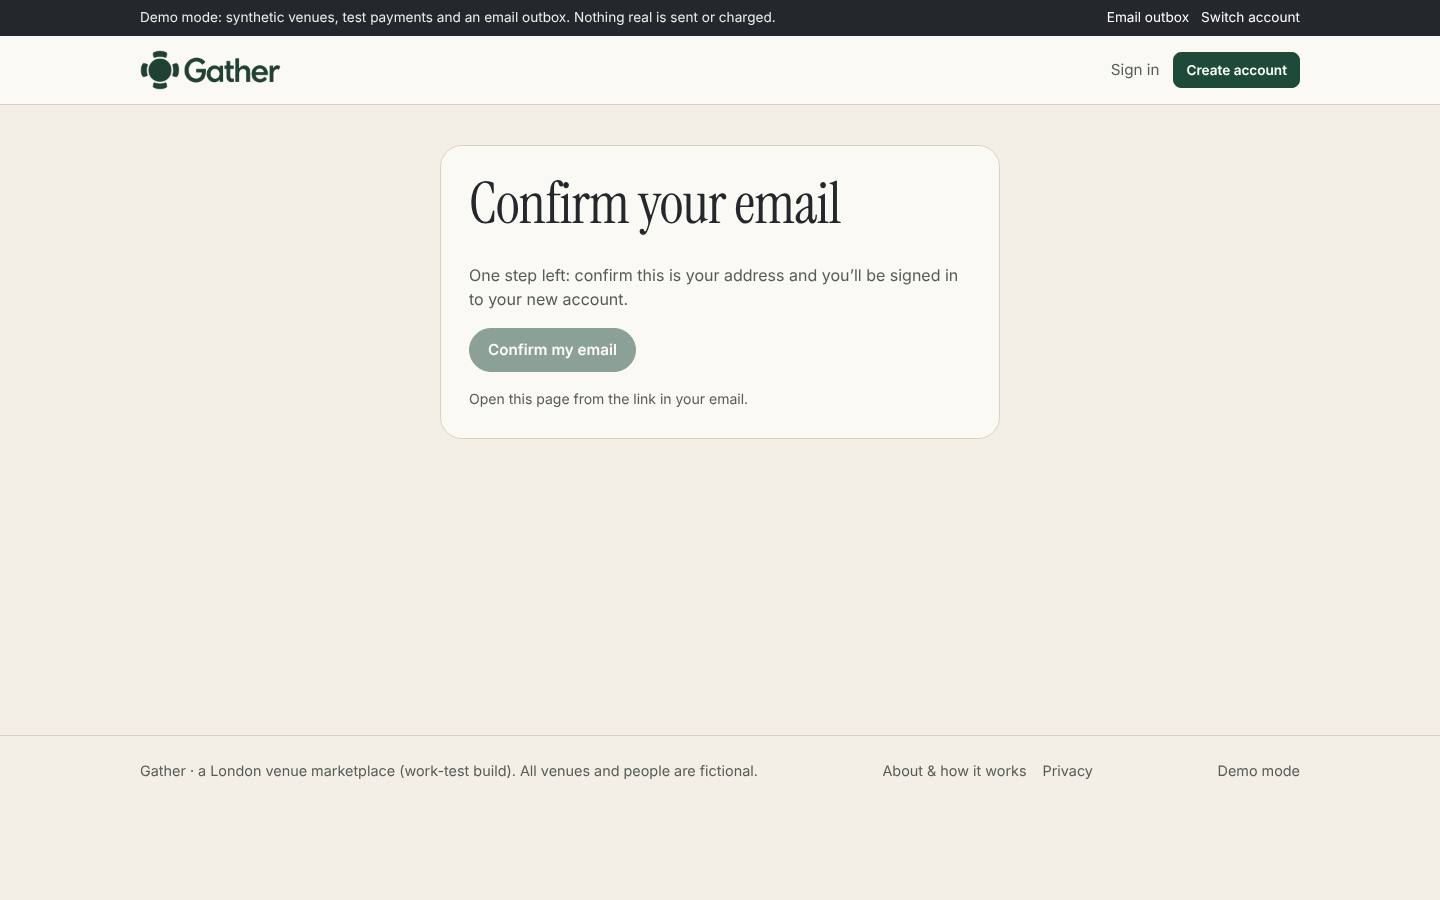 Demo mode: synthetic venues, test payments and an email outbox. Nothing real is sent or charged.
Email outbox
Switch account
Gather
Sign in
Create account
Confirm your email
One step left: confirm this is your address and you’ll be signed in
to your new account.
Confirm my email
Open this page from the link in your email.
Gather · a London venue marketplace (work-test build). All venues and people are fictional.
About & how it works
Privacy
Demo mode